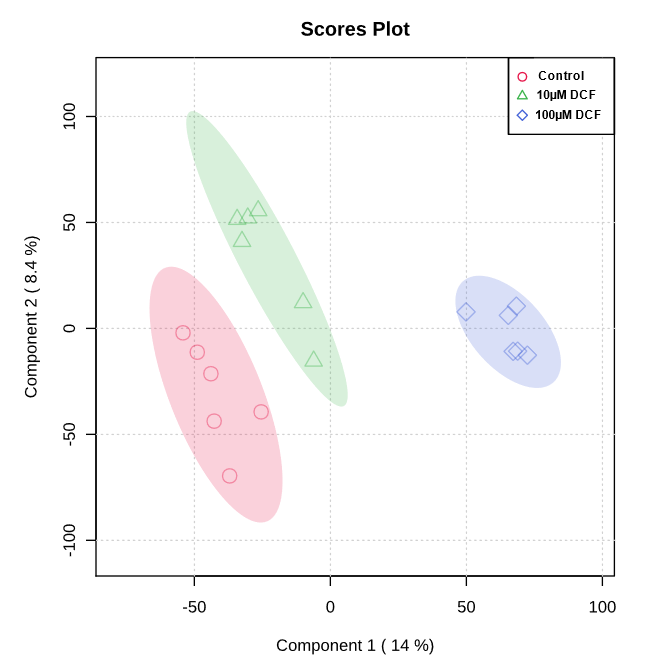 Scores Plot
Control
10µM DCF
100µM DCF
100
50
0
-50
-100
Component 2 ( 8.4 %)
-50
0
50
100
Component 1 ( 14 %)